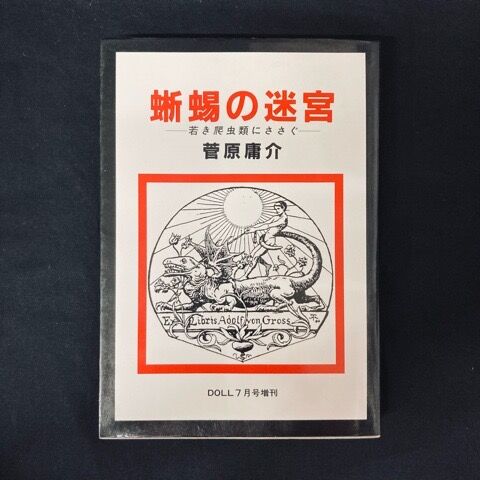 蜥蜴の迷宮
若き爬虫類にささぐ
菅原庸介
Ex Libris Adolf von Gross
DOLL7月号増刊